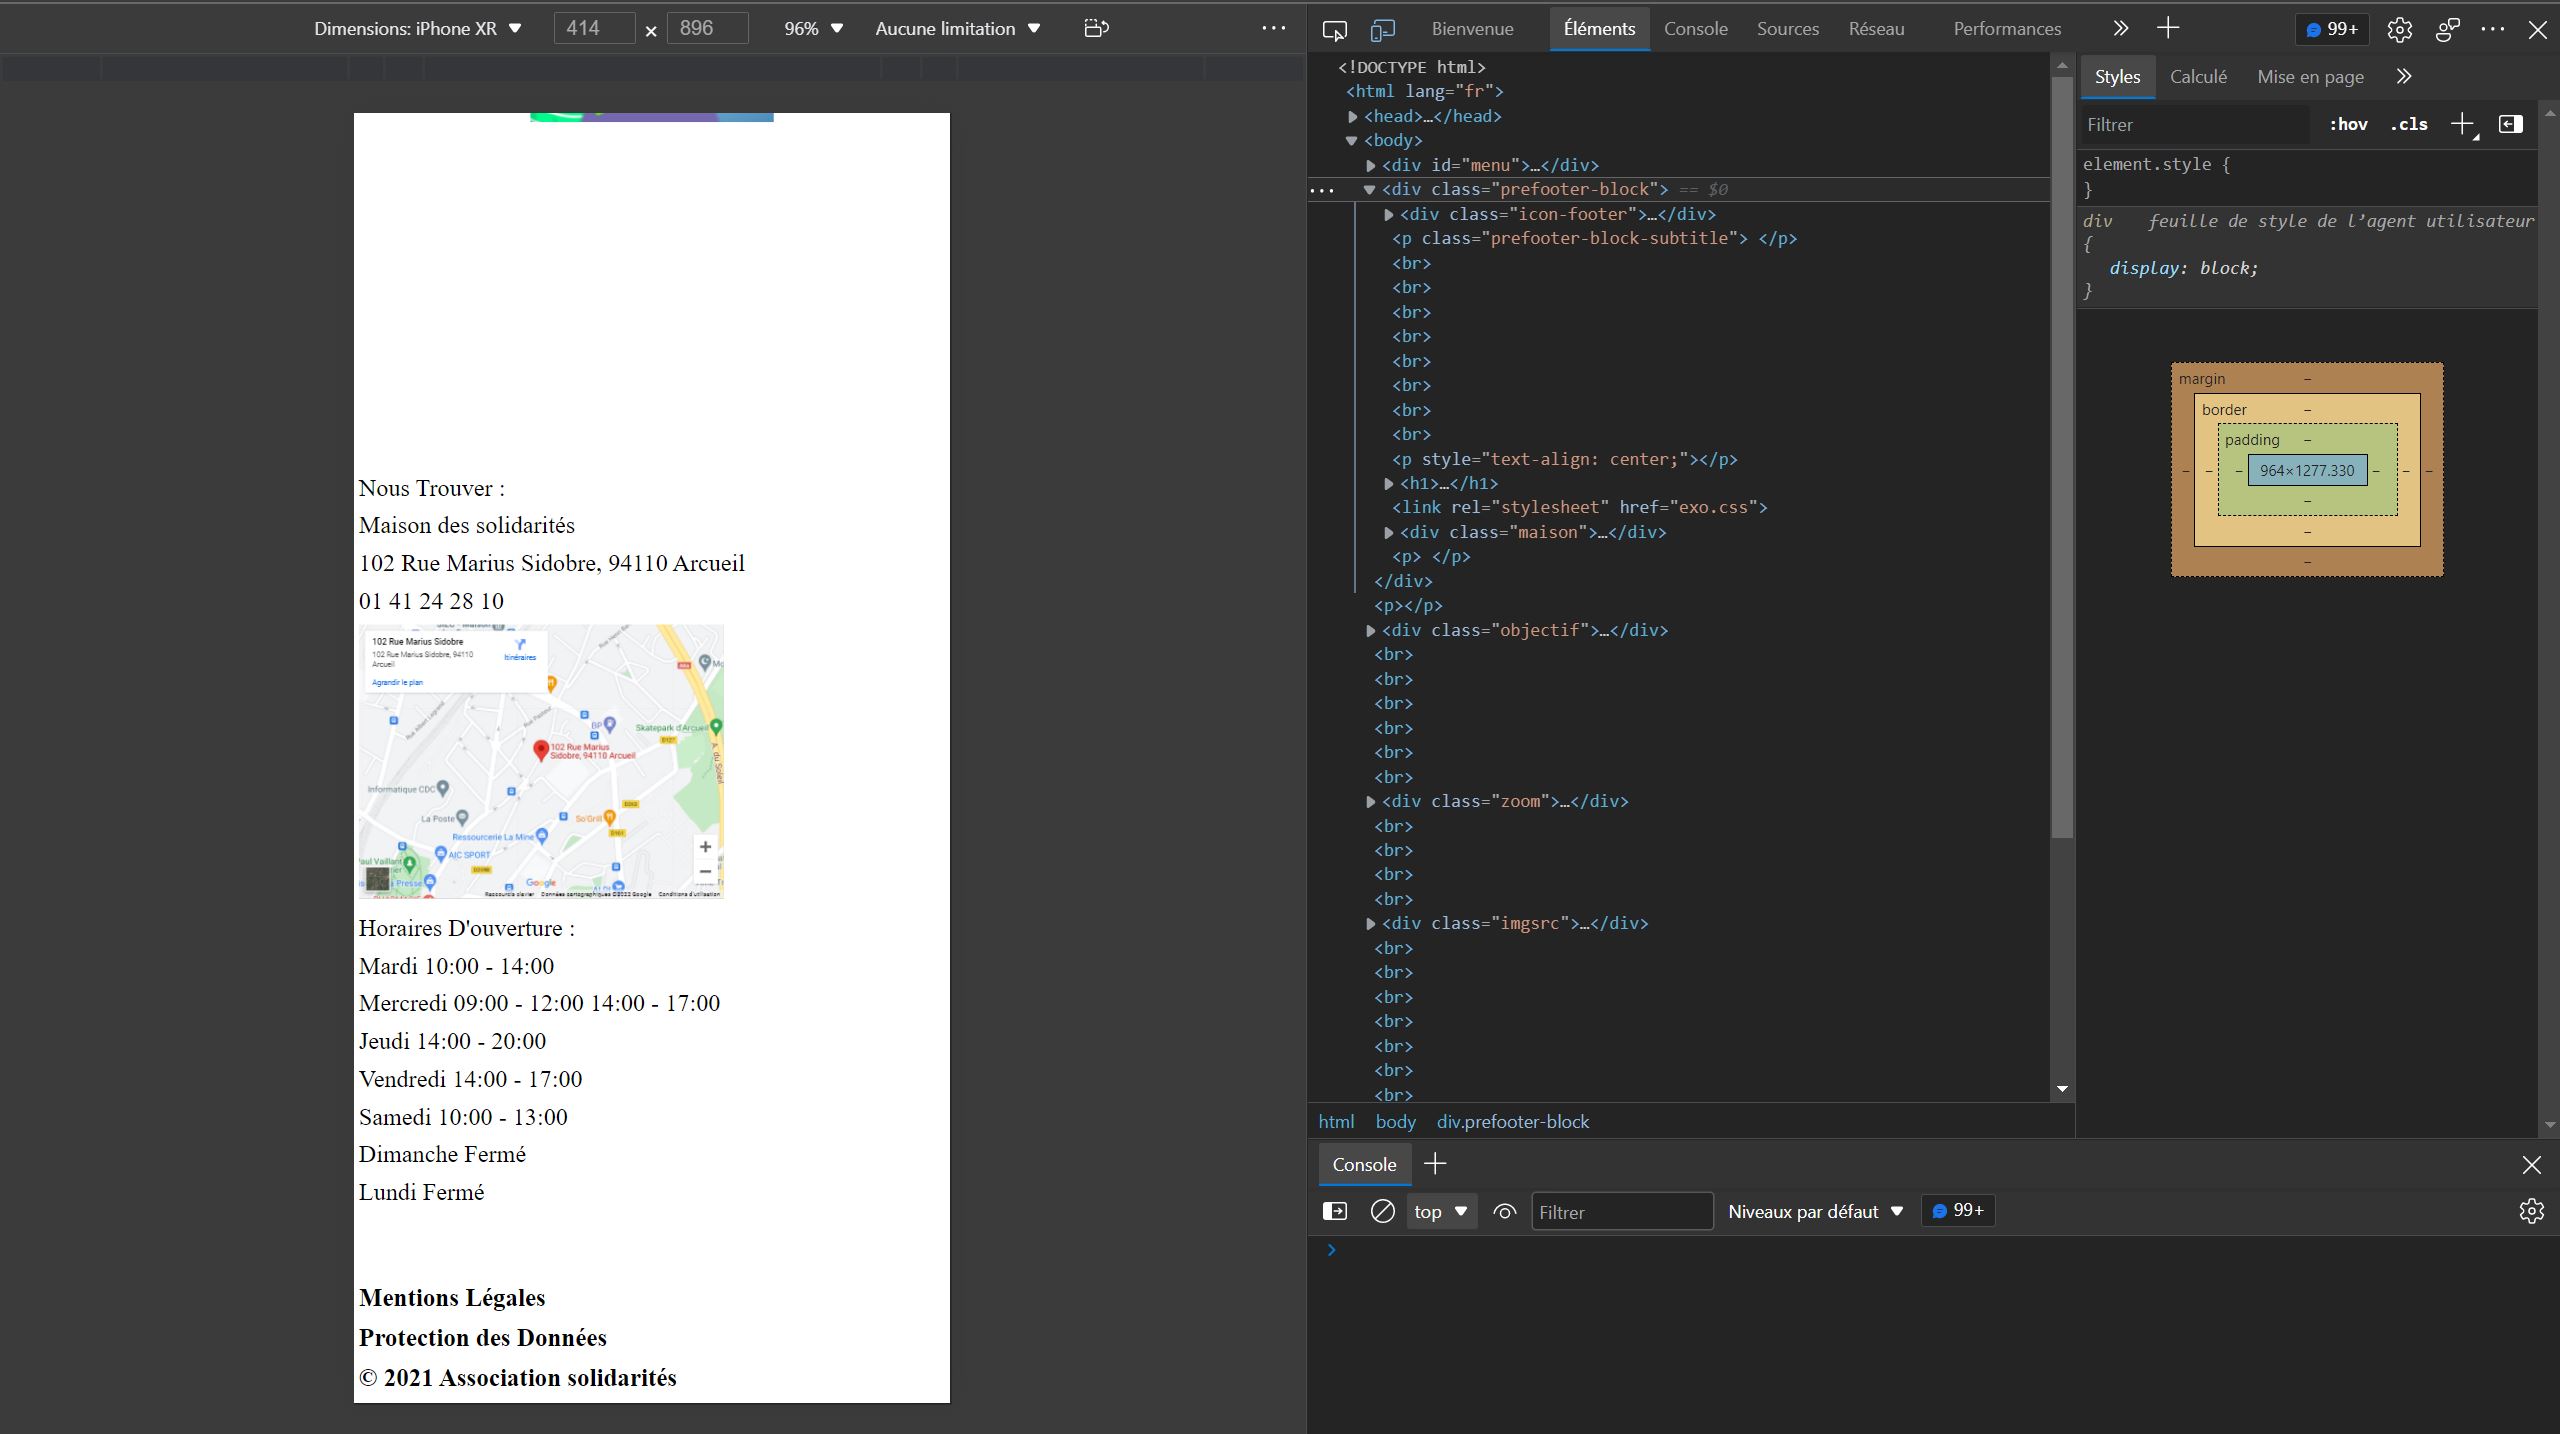 Dimensions: iPhone XR
414 × 896
96%
Aucune limitation
Bienvenue
Éléments
Console
Sources
Réseau
Performances
99+
Nous Trouver :
Maison des solidarités
102 Rue Marius Sidobre, 94110 Arcueil
01 41 24 28 10
102 Rue Marius Sidobre
102 Rue Marius Sidobre, 94110
Arcueil
Itinéraires
Agrandir le plan
Rue Albert Legrand
Rue Pasteur
BP
Skatepark d'Arcueil
D127
A. du Soleil
102 Rue Marius
Sidobre, 94110 Arcueil
Informatique CDC
La Poste
So'Grill
Ressourcerie La Mine
D161
AIC SPORT
Google
Raccourcis clavier Données cartographiques ©2022 Google Conditions d'utilisation
Horaires D'ouverture :
Mardi 10:00 - 14:00
Mercredi 09:00 - 12:00 14:00 - 17:00
Jeudi 14:00 - 20:00
Vendredi 14:00 - 17:00
Samedi 10:00 - 13:00
Dimanche Fermé
Lundi Fermé
Mentions Légales
Protection des Données
© 2021 Association solidarités
<!DOCTYPE html>
<html lang="fr">
<head>…</head>
<body>
<div id="menu">…</div>
<div class="prefooter-block"> == $0
<div class="icon-footer">…</div>
<p class="prefooter-block-subtitle"> </p>
<br>
<br>
<br>
<br>
<br>
<br>
<br>
<br>
<p style="text-align: center;"></p>
<h1>…</h1>
<link rel="stylesheet" href="exo.css">
<div class="maison">…</div>
<p> </p>
</div>
<p></p>
<div class="objectif">…</div>
<br>
<br>
<br>
<br>
<br>
<br>
<div class="zoom">…</div>
<br>
<br>
<br>
<br>
<div class="imgsrc">…</div>
<br>
<br>
<br>
<br>
<br>
<br>
<br>
html body div.prefooter-block
Styles
Calculé
Mise en page
Filtrer
:hov .cls
element.style {
}
div feuille de style de l’agent utilisateur
{
display: block;
}
margin –
border –
padding –
– – – 964×1277.330 – – –
–
–
–
Console
top
Filtrer
Niveaux par défaut
99+